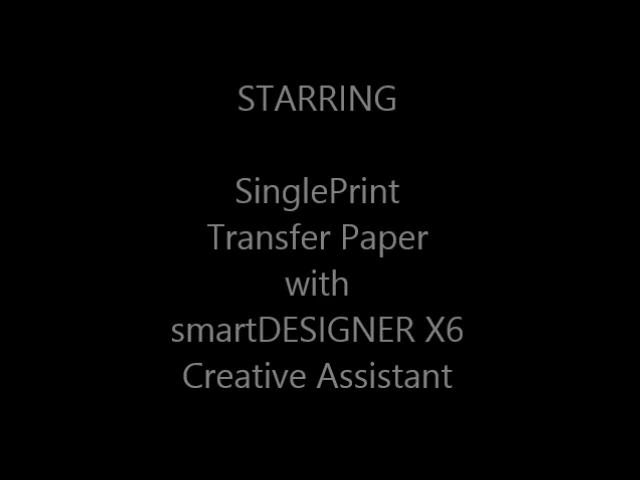 STARRING
SinglePrint
Transfer Paper
with
smartDESIGNER X6
Creative Assistant